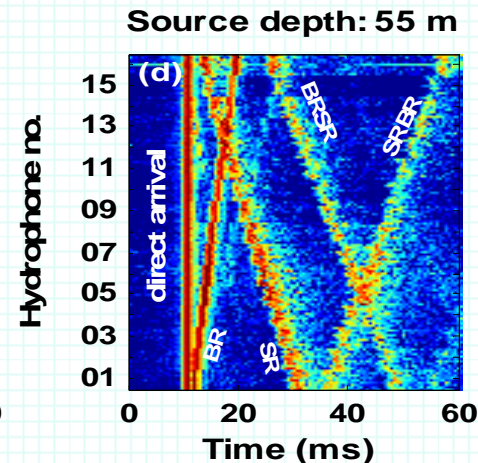 Source depth: 55 m
(d)
Hydrophone no.
15
13
11
09
07
05
03
01
direct arrival
BR
SR
BRSR
SRBR
0
0
20
40
60
Time (ms)